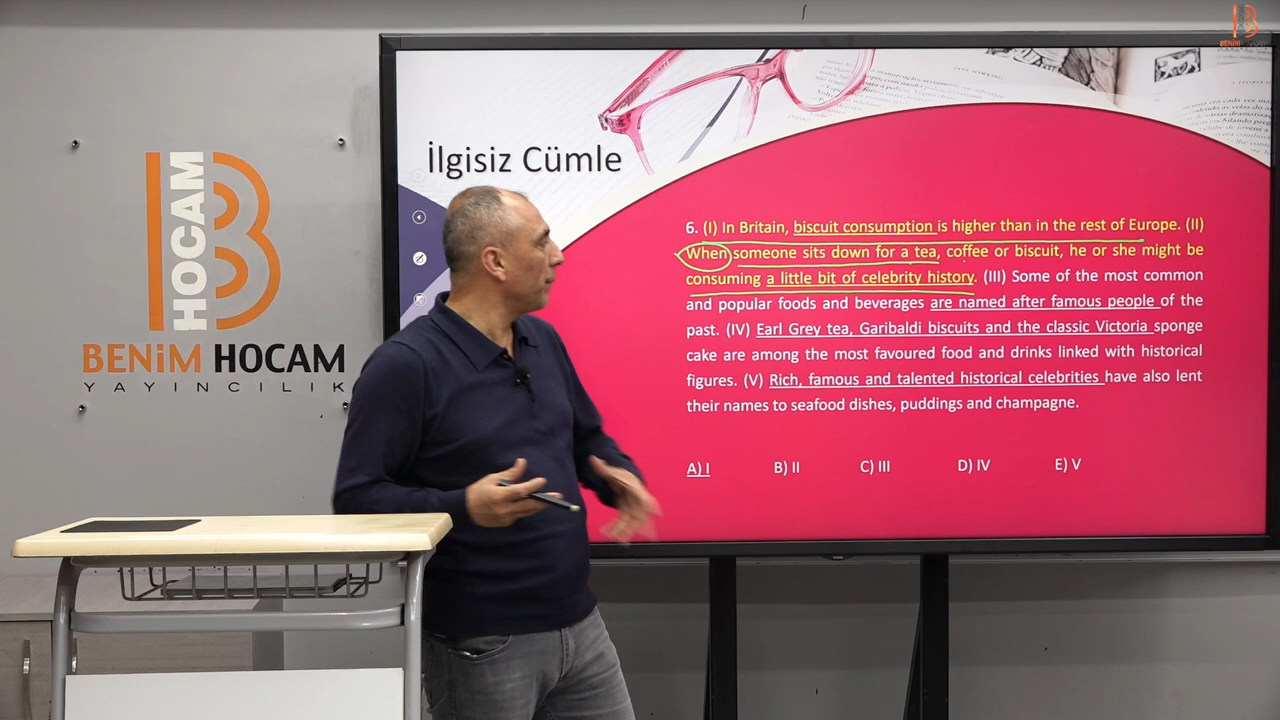 BENİM HOCAM
HOCAM
BENİM HOCAM
YAYINCILIK
İlgisiz Cümle
6. (I) In Britain, biscuit consumption is higher than in the rest of Europe. (II)
When someone sits down for a tea, coffee or biscuit, he or she might be
consuming a little bit of celebrity history. (III) Some of the most common
and popular foods and beverages are named after famous people of the
past. (IV) Earl Grey tea, Garibaldi biscuits and the classic Victoria sponge
cake are among the most favoured food and drinks linked with historical
figures. (V) Rich, famous and talented historical celebrities have also lent
their names to seafood dishes, puddings and champagne.
A) I B) II C) III D) IV E) V